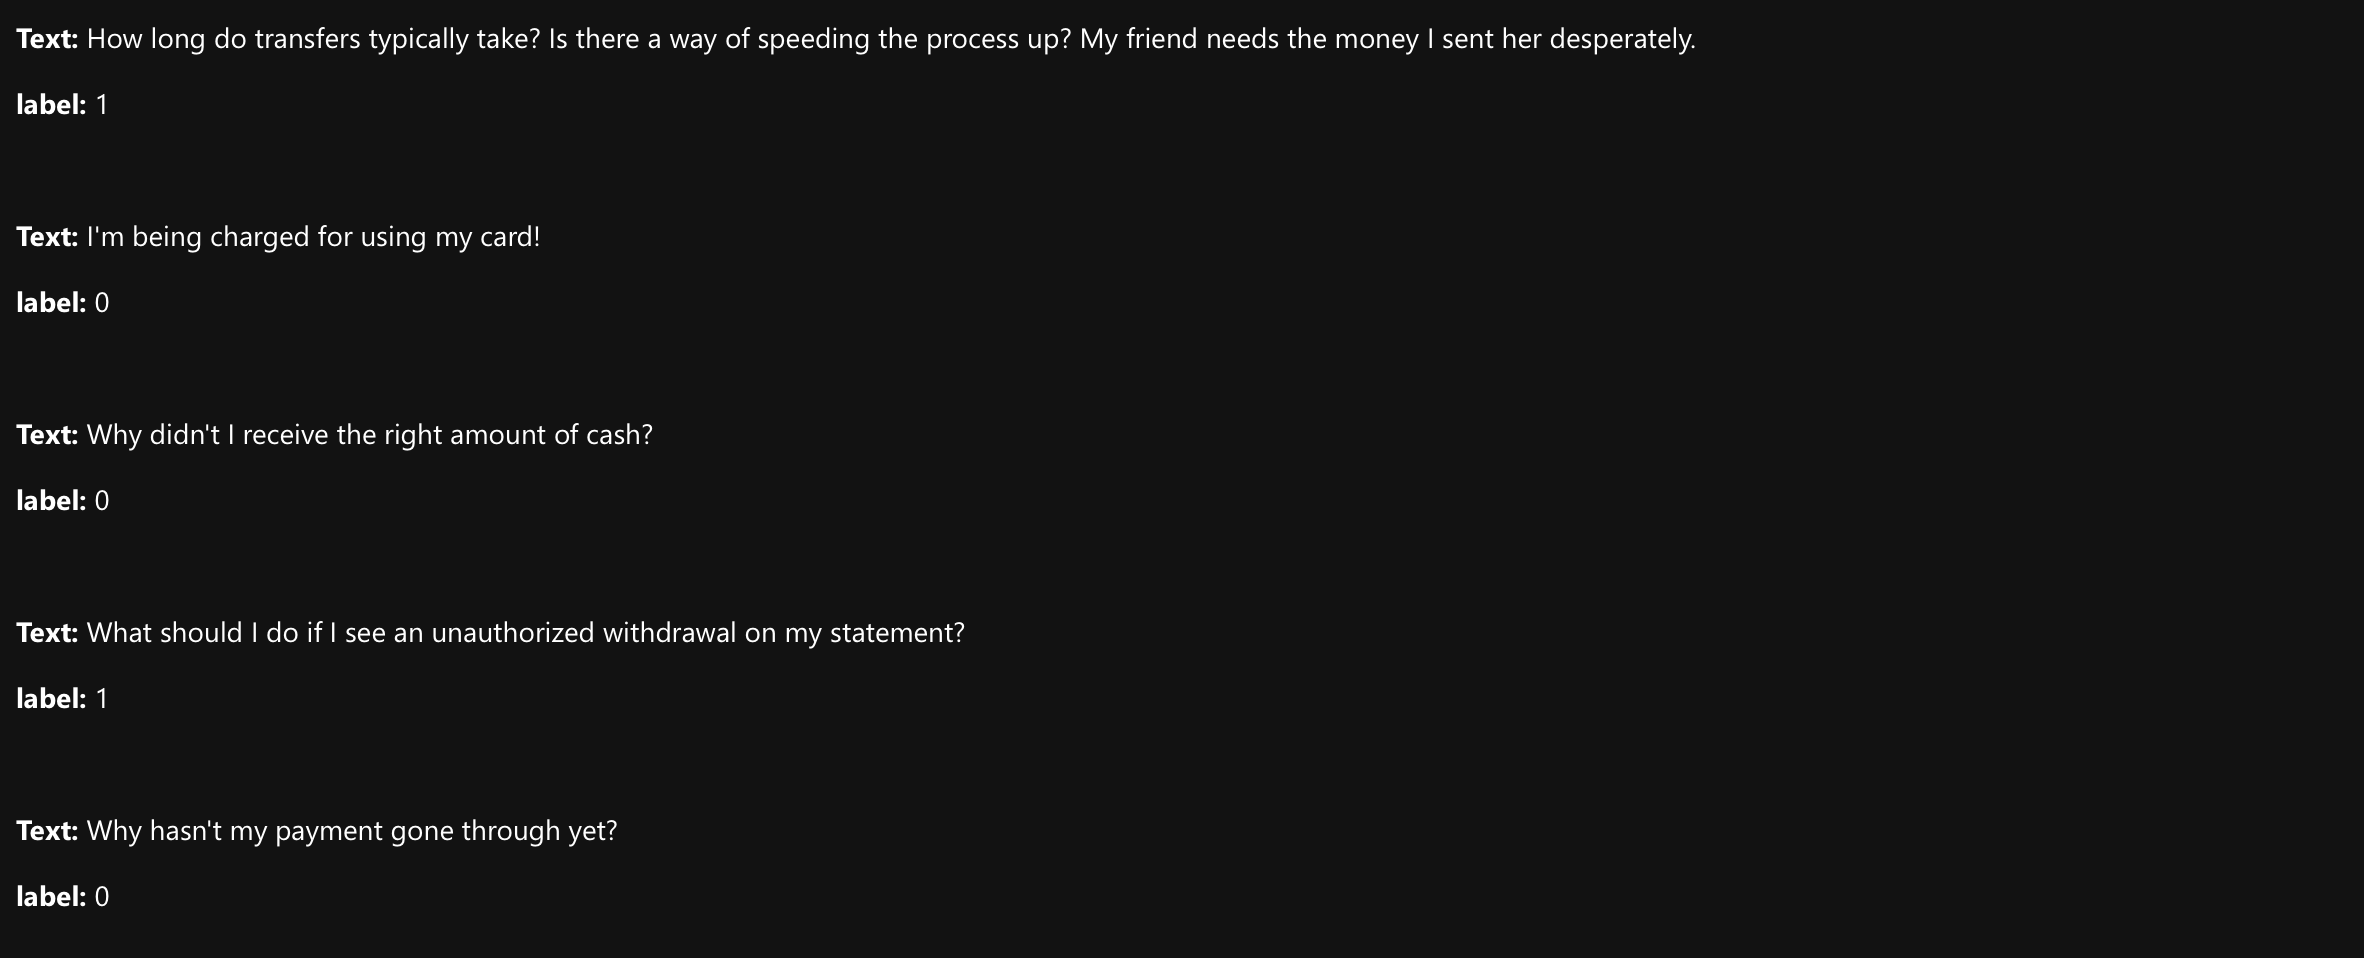 Text: How long do transfers typically take? Is there a way of speeding the process up? My friend needs the money I sent her desperately.
label: 1
Text: I'm being charged for using my card!
label: 0
Text: Why didn't I receive the right amount of cash?
label: 0
Text: What should I do if I see an unauthorized withdrawal on my statement?
label: 1
Text: Why hasn't my payment gone through yet?
label: 0